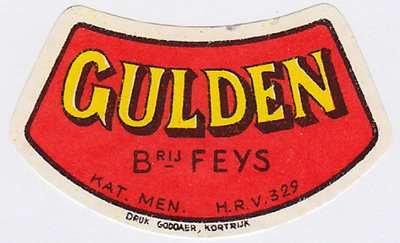 GULDEN
BRIJ FEYS
KAT. MEN. H.R.V. 329
DRUK GODDAER, KORTRIJK